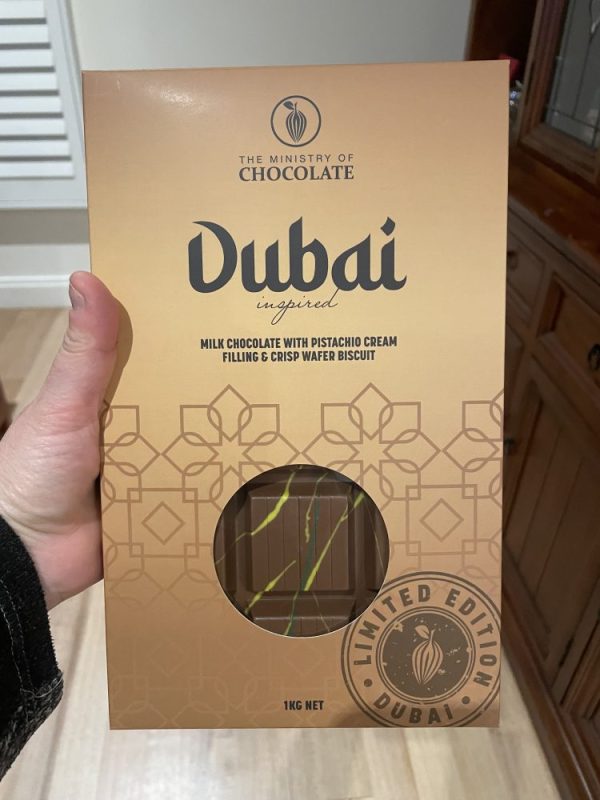 THE MINISTRY OF
CHOCOLATE
Dubai
inspired
MILK CHOCOLATE WITH PISTACHIO CREAM
FILLING & CRISP WAFER BISCUIT
LIMITED EDITION
DUBAI
1KG NET